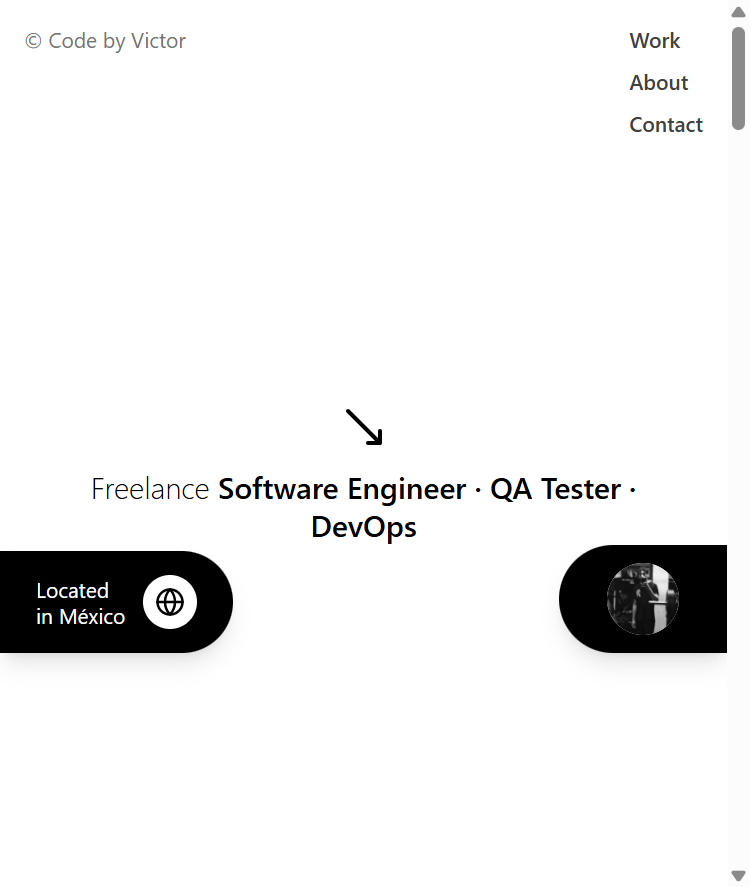 © Code by Victor
Work
About
Contact
Freelance Software Engineer · QA Tester ·
DevOps
Located
in México